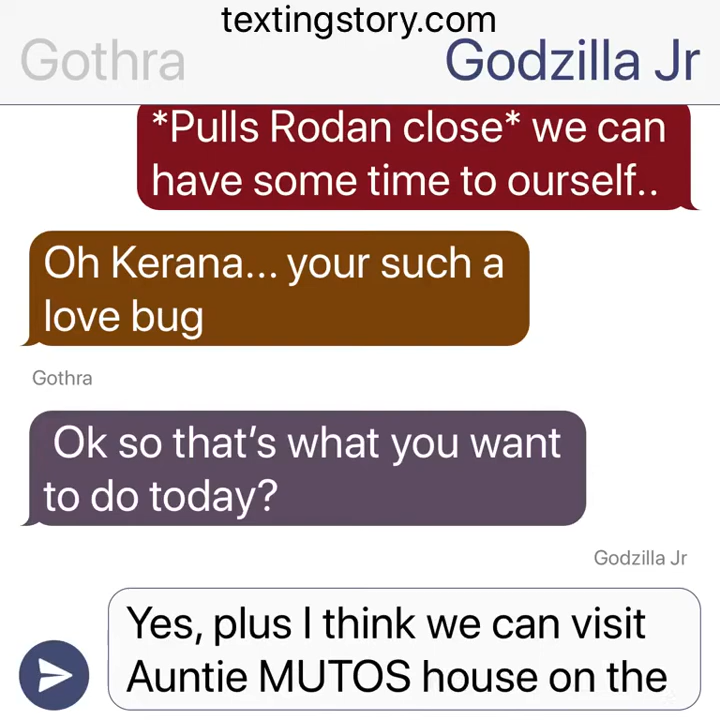 textingstory.com
Gothra
Godzilla Jr
*Pulls Rodan close* we can
have some time to ourself..
Oh Kerana... your such a
love bug
Gothra
Ok so that's what you want
to do today?
Godzilla Jr
Yes, plus I think we can visit
Auntie MUTOS house on the